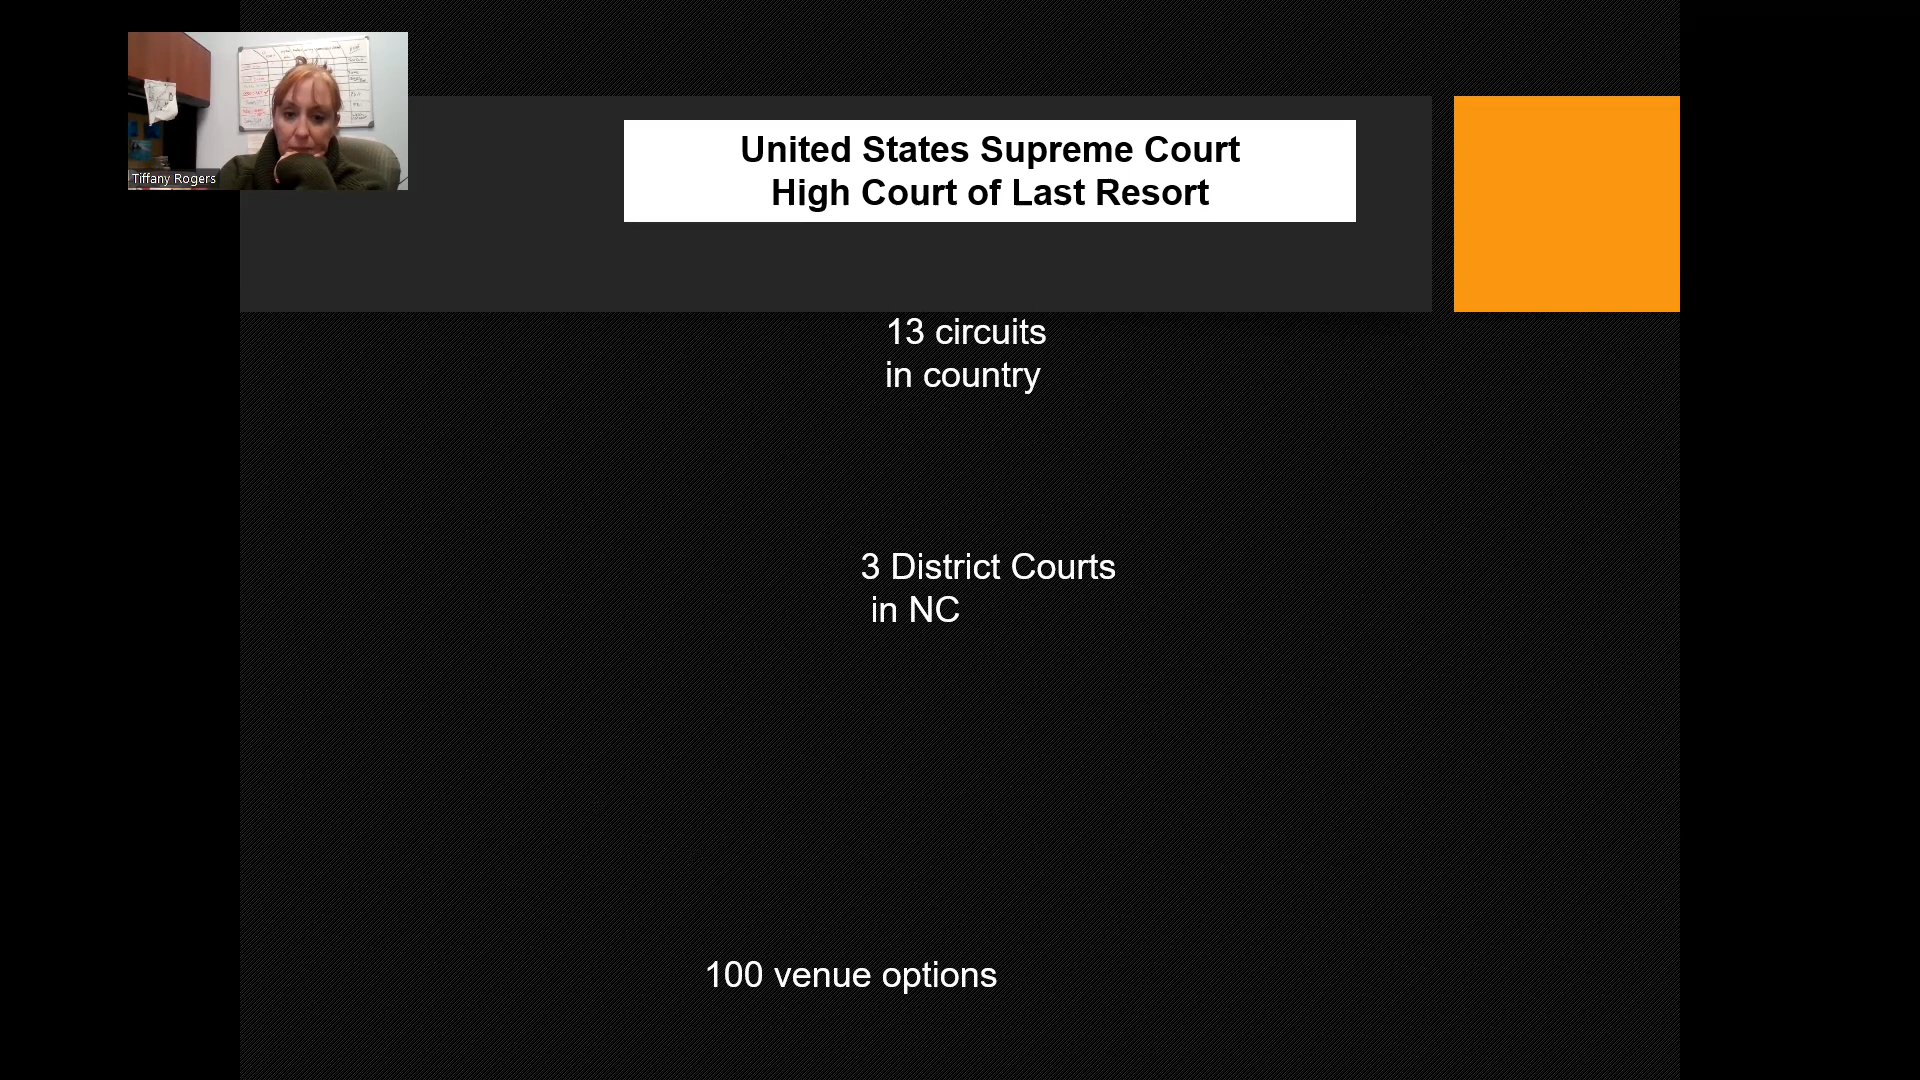 Tiffany Rogers
United States Supreme Court
High Court of Last Resort
13 circuits
in country
3 District Courts
in NC
100 venue options